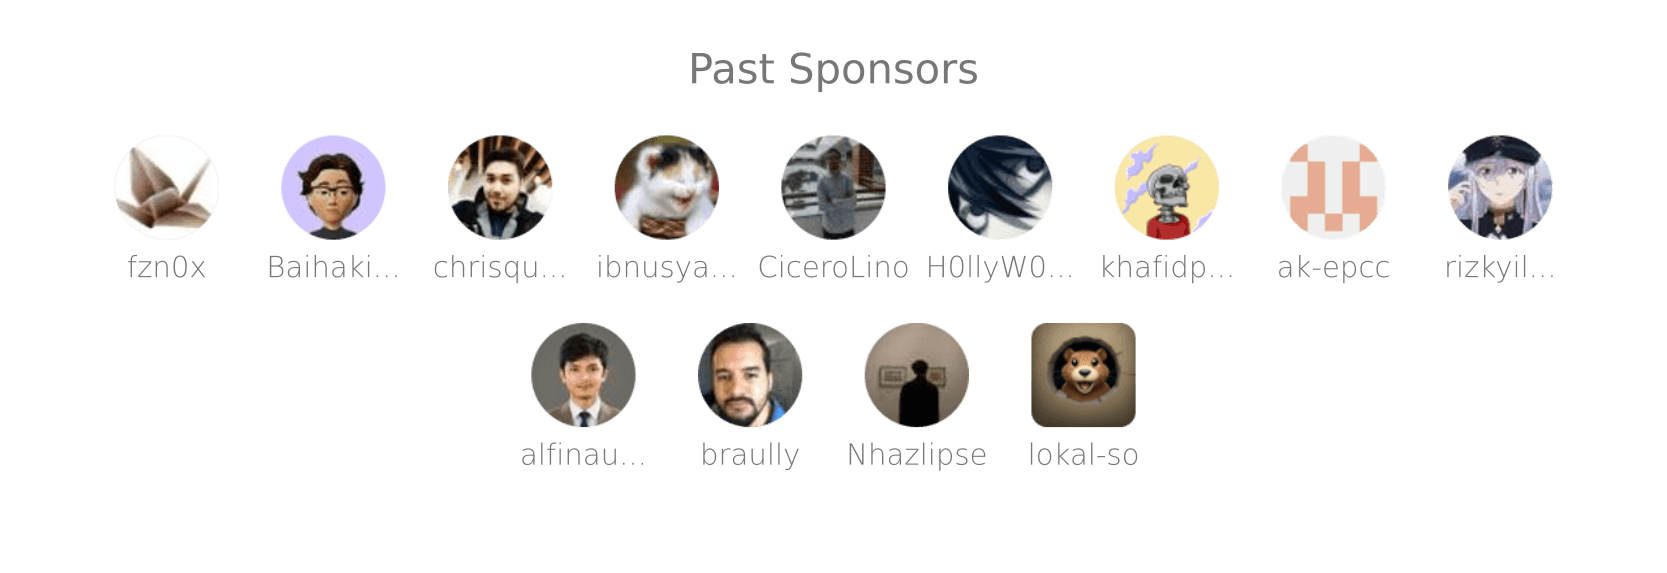 Past Sponsors
fzn0x Baihaki... chrisqu... ibnusya... CiceroLino H0llyW0... khafidp... ak-epcc rizkyil...
alfinau... braully Nhazlipse lokal-so